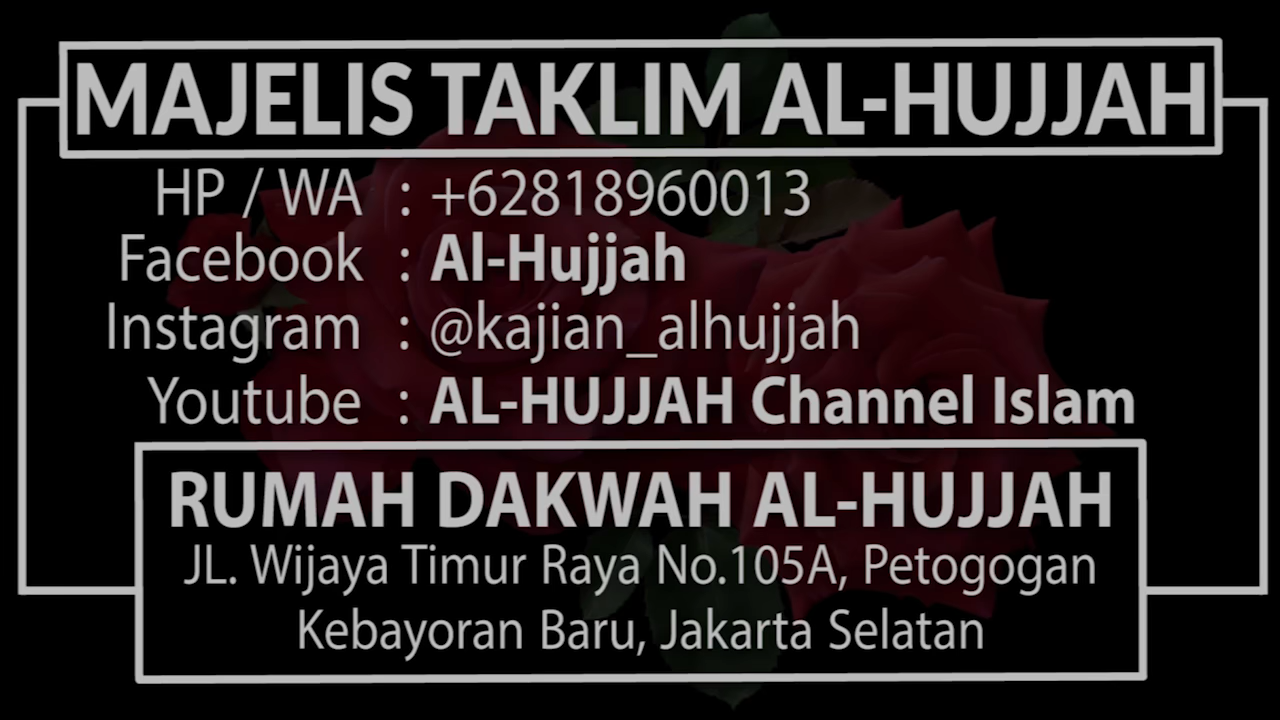 MAJELIS TAKLIM AL-HUJJAH
HP / WA : +62818960013
Facebook : Al-Hujjah
Instagram : @kajian_alhujjah
Youtube : AL-HUJJAH Channel Islam
RUMAH DAKWAH AL-HUJJAH
JL. Wijaya Timur Raya No.105A, Petogogan
Kebayoran Baru, Jakarta Selatan